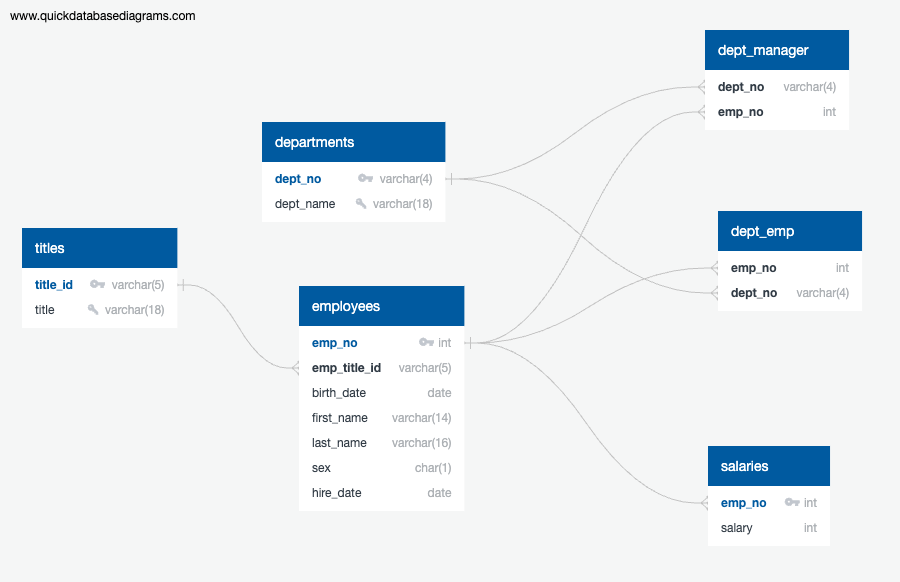 www.quickdatabasediagrams.com
dept_manager
dept_no varchar(4)
emp_no int
departments
dept_no varchar(4)
dept_name varchar(18)
dept_emp
emp_no int
dept_no varchar(4)
titles
title_id varchar(5)
title varchar(18)
employees
emp_no int
emp_title_id varchar(5)
birth_date date
first_name varchar(14)
last_name varchar(16)
sex char(1)
hire_date date
salaries
emp_no int
salary int